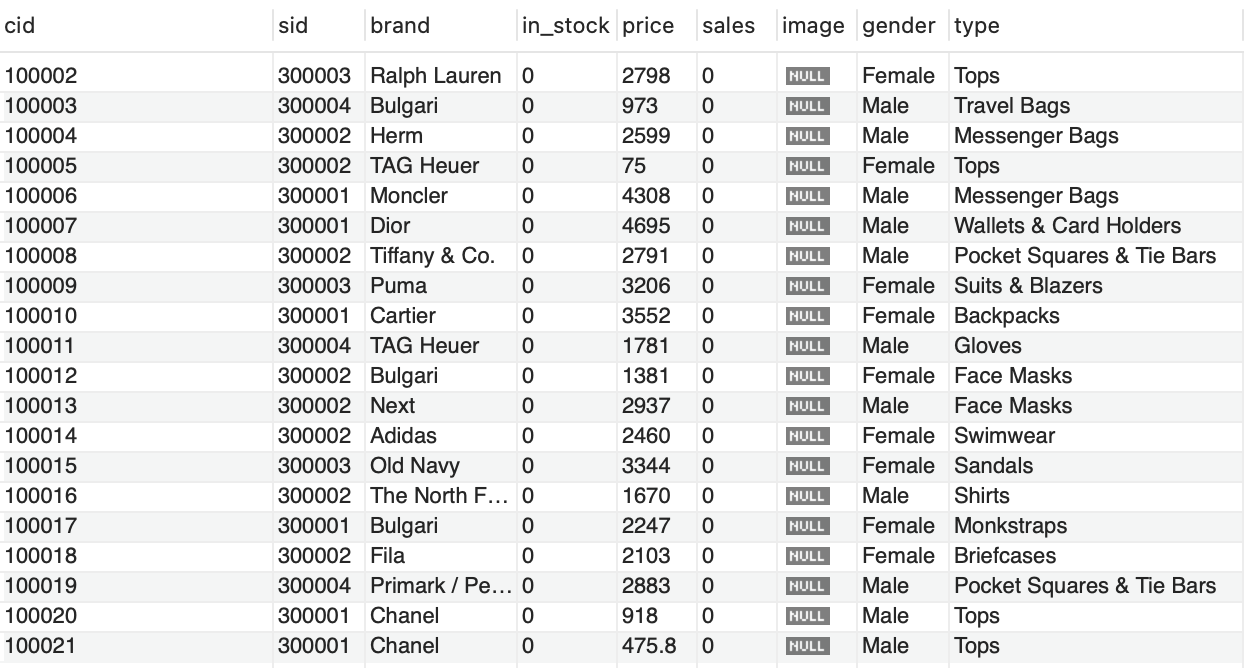 cid sid brand in_stock price sales image gender type
100002 300003 Ralph Lauren 0 2798 0 NULL Female Tops
100003 300004 Bulgari 0 973 0 NULL Male Travel Bags
100004 300002 Herm 0 2599 0 NULL Male Messenger Bags
100005 300002 TAG Heuer 0 75 0 NULL Female Tops
100006 300001 Moncler 0 4308 0 NULL Male Messenger Bags
100007 300001 Dior 0 4695 0 NULL Male Wallets & Card Holders
100008 300002 Tiffany & Co. 0 2791 0 NULL Male Pocket Squares & Tie Bars
100009 300003 Puma 0 3206 0 NULL Female Suits & Blazers
100010 300001 Cartier 0 3552 0 NULL Female Backpacks
100011 300004 TAG Heuer 0 1781 0 NULL Male Gloves
100012 300002 Bulgari 0 1381 0 NULL Female Face Masks
100013 300002 Next 0 2937 0 NULL Male Face Masks
100014 300002 Adidas 0 2460 0 NULL Female Swimwear
100015 300003 Old Navy 0 3344 0 NULL Female Sandals
100016 300002 The North F... 0 1670 0 NULL Male Shirts
100017 300001 Bulgari 0 2247 0 NULL Female Monkstraps
100018 300002 Fila 0 2103 0 NULL Female Briefcases
100019 300004 Primark / Pe... 0 2883 0 NULL Male Pocket Squares & Tie Bars
100020 300001 Chanel 0 918 0 NULL Male Tops
100021 300001 Chanel 0 475.8 0 NULL Male Tops